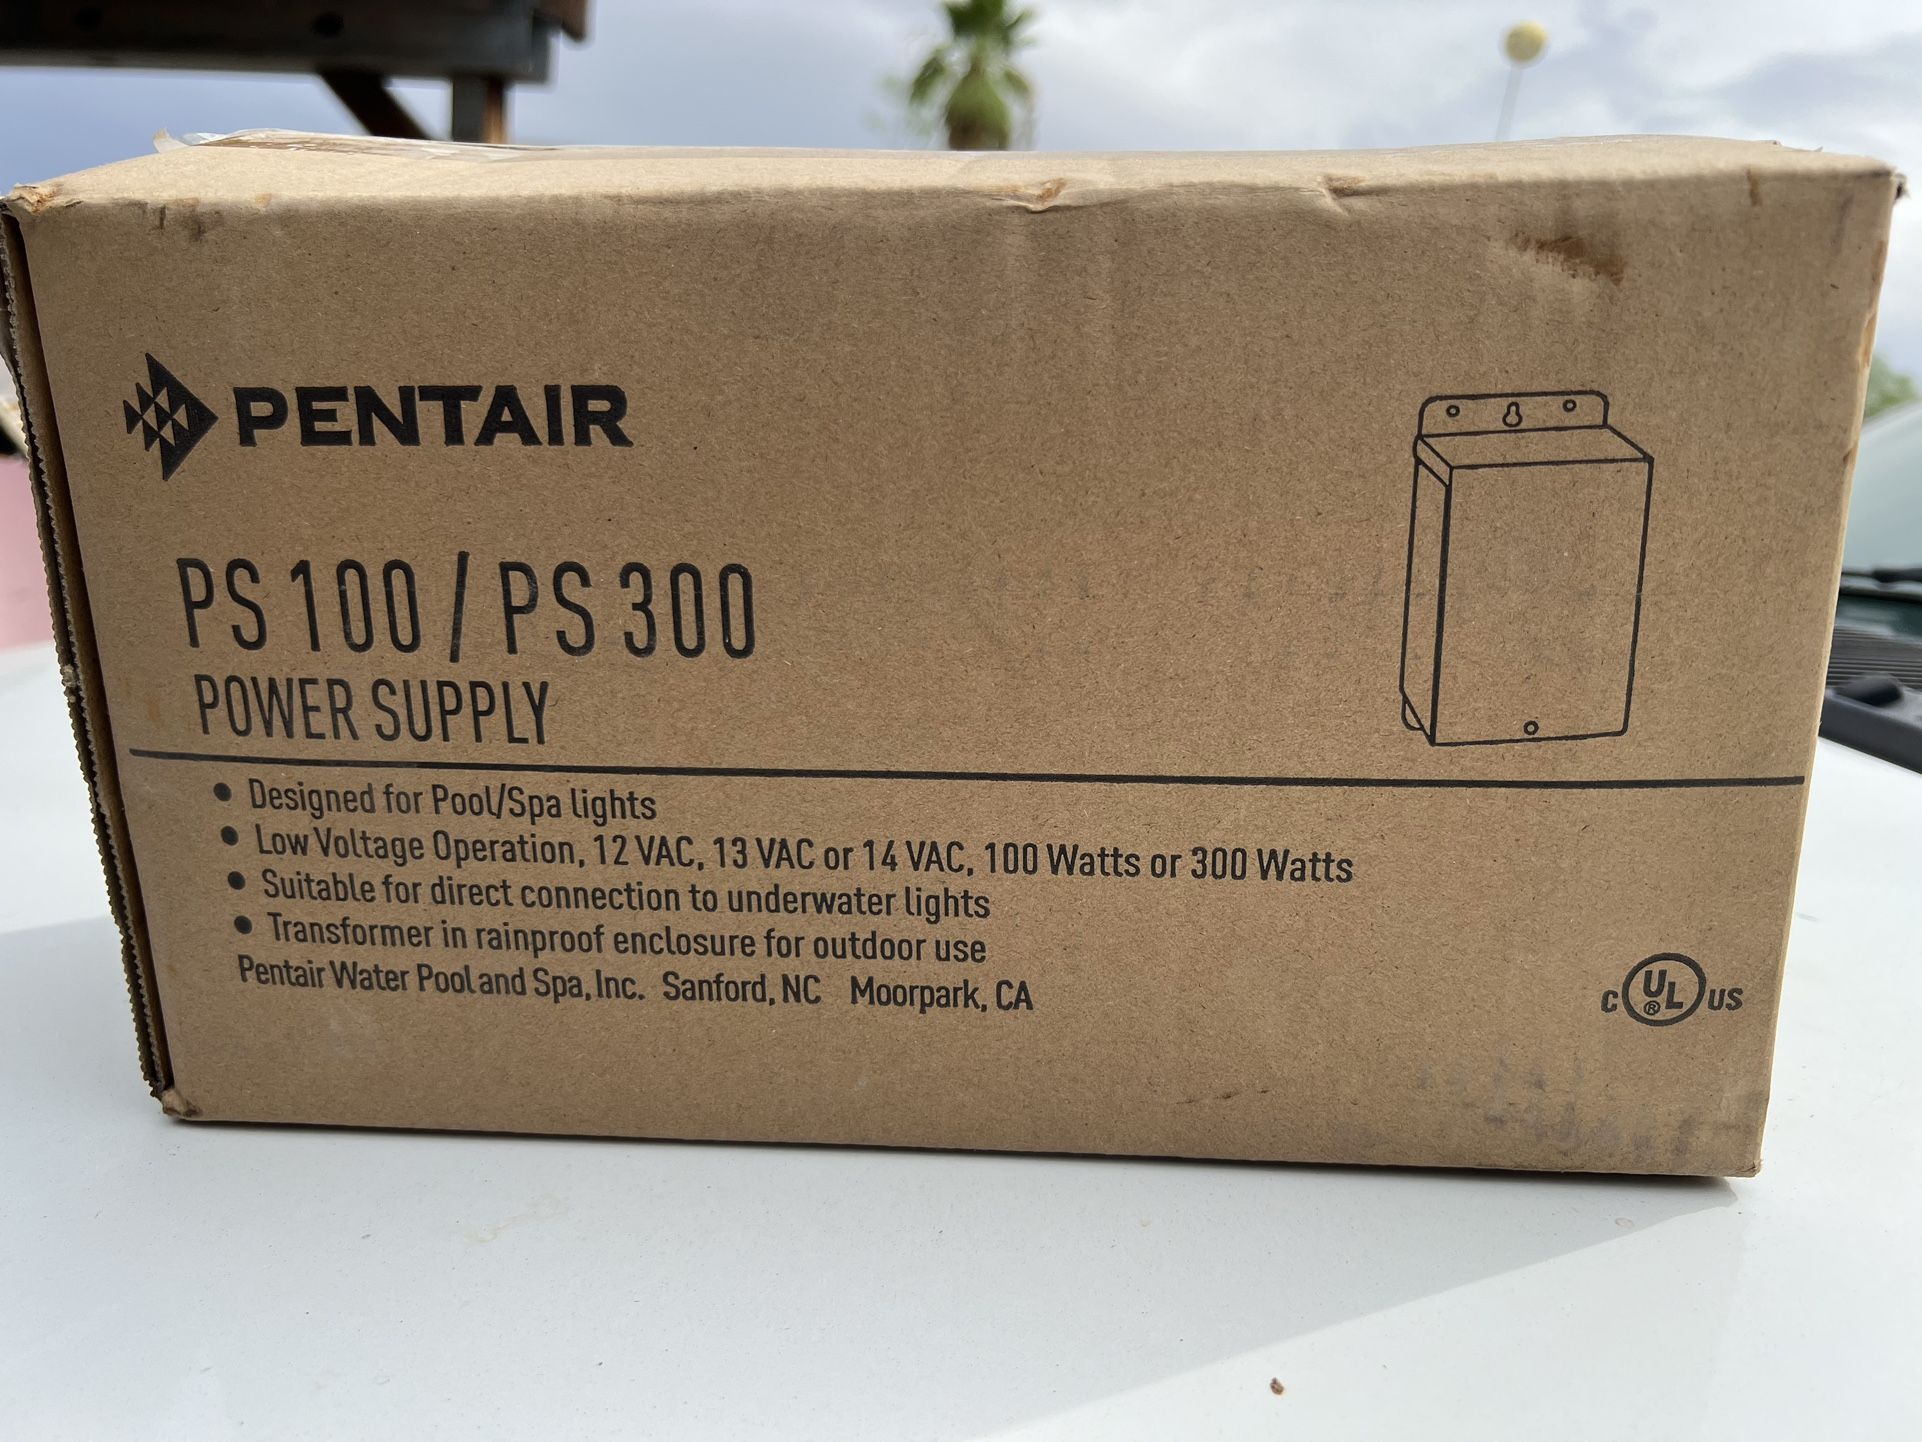 PENTAIR
PS 100 / PS 300
POWER SUPPLY
• Designed for Pool/Spa lights
• Low Voltage Operation, 12 VAC, 13 VAC or 14 VAC, 100 Watts or 300 Watts
• Suitable for direct connection to underwater lights
• Transformer in rainproof enclosure for outdoor use
Pentair Water Pool and Spa, Inc. Sanford, NC Moorpark, CA
C UL ® US